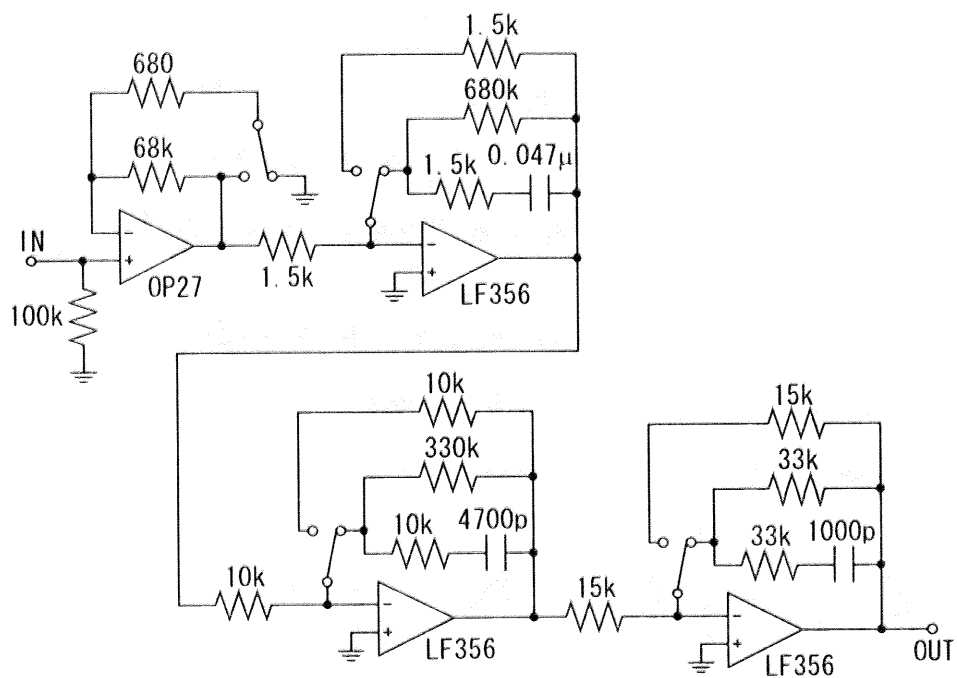 1.5k
680
680k
68k
1.5k
0.047μ
IN
−
+
OP27
100k
1.5k
−
+
LF356
10k
330k
10k
4700p
10k
−
+
LF356
15k
33k
33k
1000p
15k
−
+
LF356
OUT